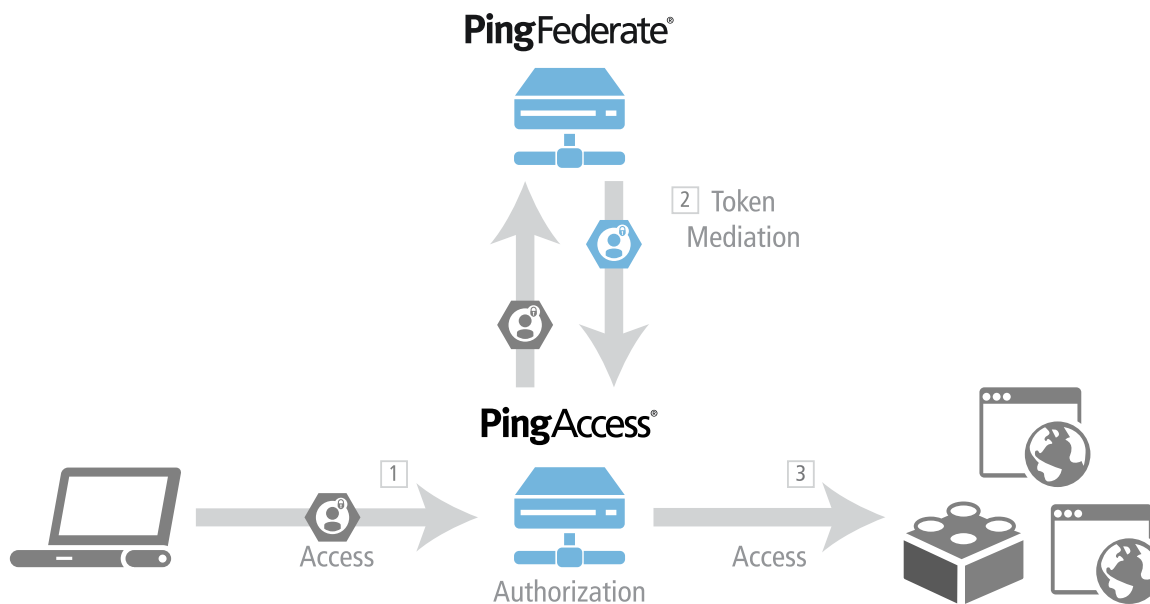 PingFederate®
2 Token
Mediation
PingAccess®
1
3
Access
Access
Authorization